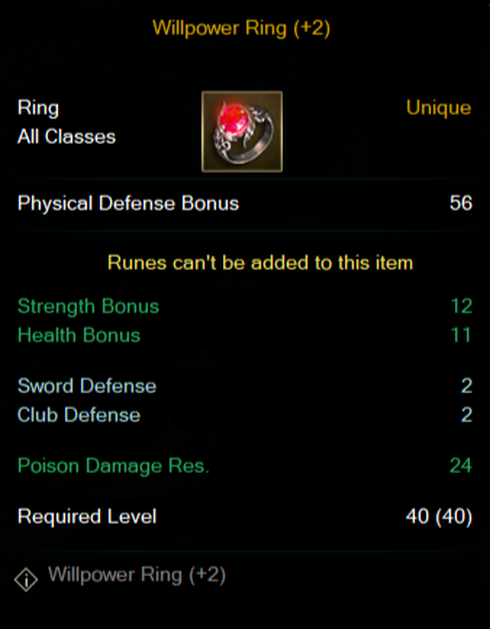 Willpower Ring (+2)
Ring
Unique
All Classes
Physical Defense Bonus 56
Runes can't be added to this item
Strength Bonus 12
Health Bonus 11
Sword Defense 2
Club Defense 2
Poison Damage Res. 24
Required Level 40 (40)
Willpower Ring (+2)